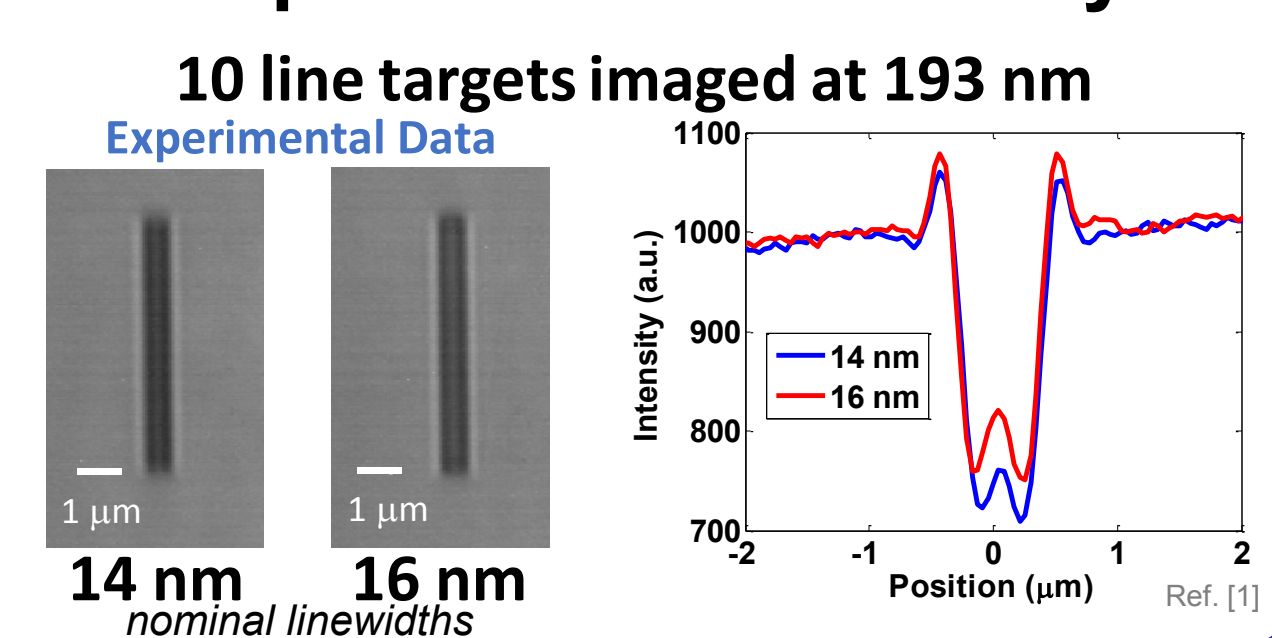 10 line targets imaged at 193 nm
Experimental Data
1 μm
1 μm
14 nm
16 nm
nominal linewidths
1100
1000
900
800
700
-2
-1
0
1
2
Intensity (a.u.)
14 nm
16 nm
Position (μm)
Ref. [1]